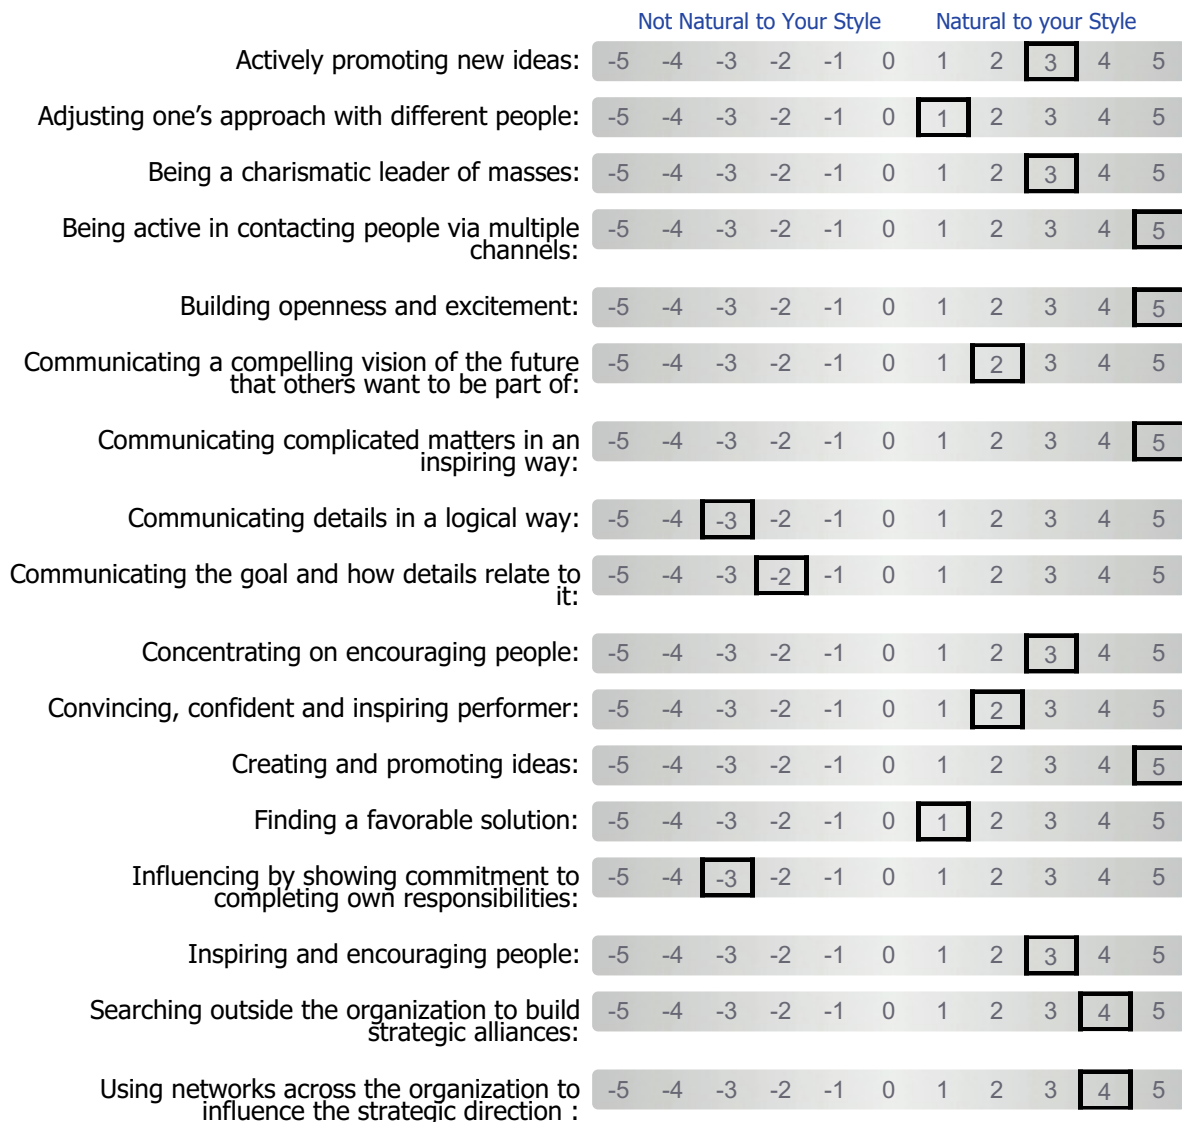 Not Natural to Your Style Natural to your Style
Actively promoting new ideas: -5 -4 -3 -2 -1 0 1 2 3 4 5
Adjusting one's approach with different people: -5 -4 -3 -2 -1 0 1 2 3 4 5
Being a charismatic leader of masses: -5 -4 -3 -2 -1 0 1 2 3 4 5
Being active in contacting people via multiple -5 -4 -3 -2 -1 0 1 2 3 4 5
channels:
Building openness and excitement: -5 -4 -3 -2 -1 0 1 2 3 4 5
Communicating a compelling vision of the future -5 -4 -3 -2 -1 0 1 2 3 4 5
that others want to be part of:
Communicating complicated matters in an -5 -4 -3 -2 -1 0 1 2 3 4 5
inspiring way:
Communicating details in a logical way: -5 -4 -3 -2 -1 0 1 2 3 4 5
Communicating the goal and how details relate to -5 -4 -3 -2 -1 0 1 2 3 4 5
it:
Concentrating on encouraging people: -5 -4 -3 -2 -1 0 1 2 3 4 5
Convincing, confident and inspiring performer: -5 -4 -3 -2 -1 0 1 2 3 4 5
Creating and promoting ideas: -5 -4 -3 -2 -1 0 1 2 3 4 5
Finding a favorable solution: -5 -4 -3 -2 -1 0 1 2 3 4 5
Influencing by showing commitment to -5 -4 -3 -2 -1 0 1 2 3 4 5
completing own responsibilities:
Inspiring and encouraging people: -5 -4 -3 -2 -1 0 1 2 3 4 5
Searching outside the organization to build -5 -4 -3 -2 -1 0 1 2 3 4 5
strategic alliances:
Using networks across the organization to -5 -4 -3 -2 -1 0 1 2 3 4 5
influence the strategic direction :